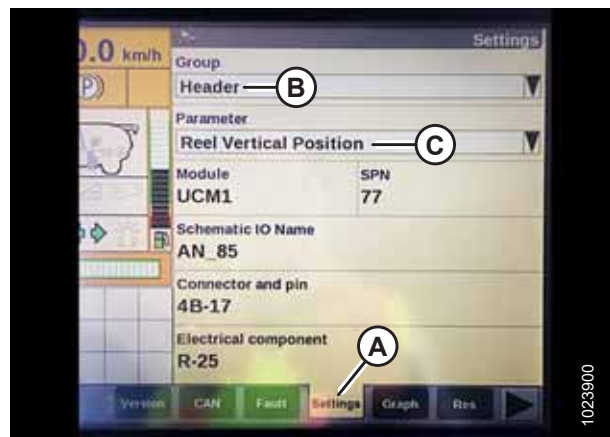 0.0 km/h
Settings
Group
Header
B
Parameter
Reel Vertical Position
C
Module SPN
UCM1 77
Schematic IO Name
AN_85
Connector and pin
4B-17
Electrical component
R-25
A
Version CAN Fault Settings Graph Res
1023900